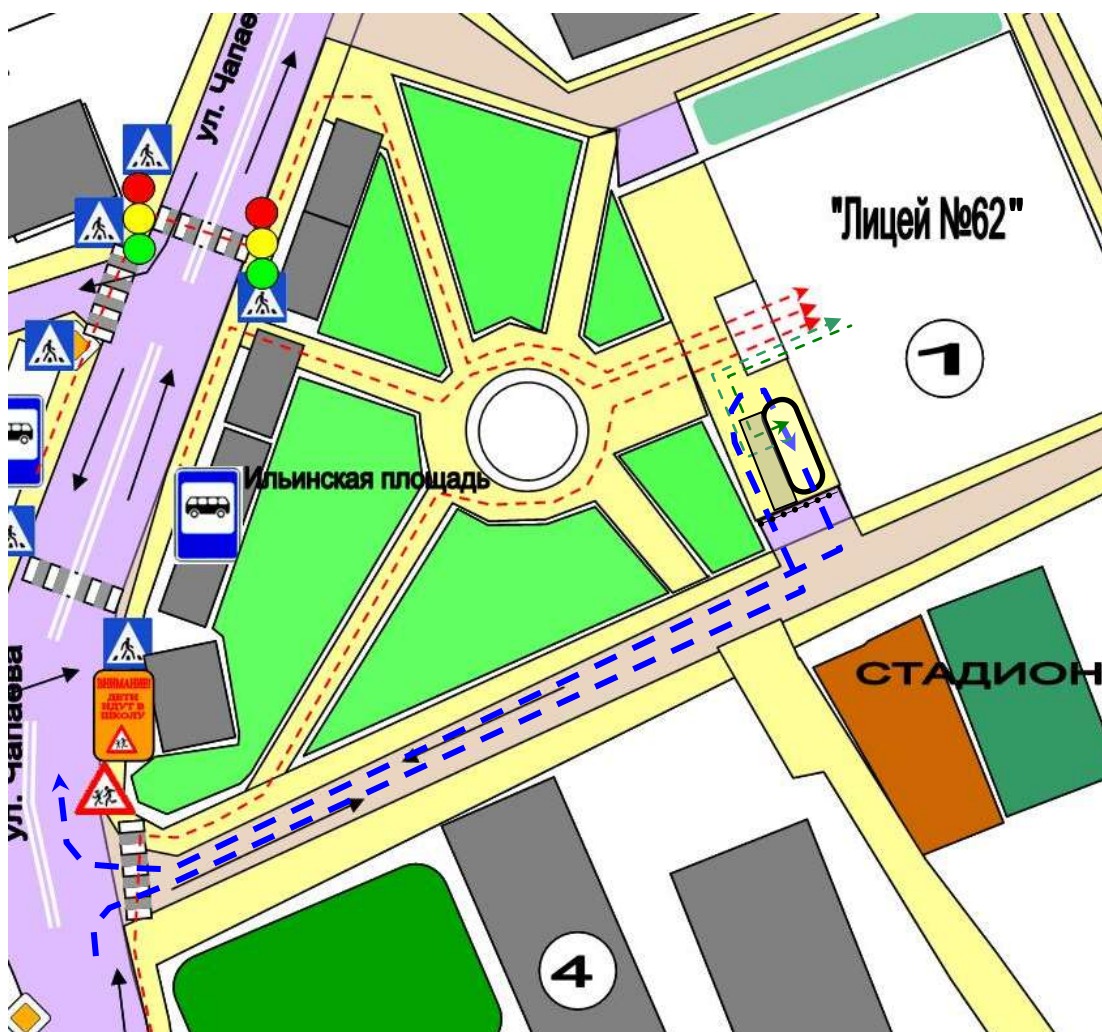 ул. Чапаева
"Лицей №62"
1
Ильинская площадь
СТАДИОН
ВНИМАНИЕ!
ДЕТИ
ИДУТ В
ШКОЛУ
ул. Чапаева
4